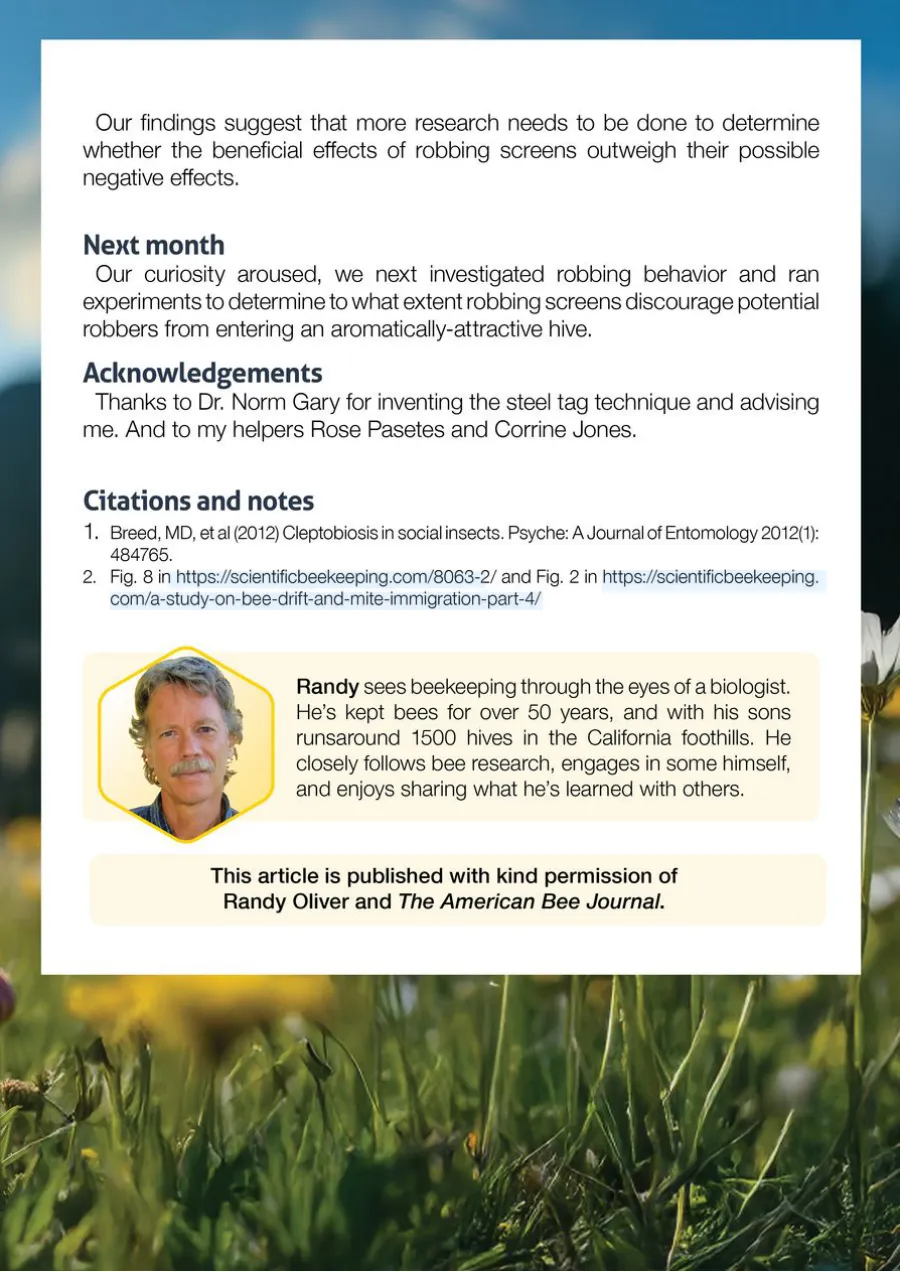 Our findings suggest that more research needs to be done to determine
whether the beneficial effects of robbing screens outweigh their possible
negative effects.
Next month
Our curiosity aroused, we next investigated robbing behavior and ran
experiments to determine to what extent robbing screens discourage potential
robbers from entering an aromatically-attractive hive.
Acknowledgements
Thanks to Dr. Norm Gary for inventing the steel tag technique and advising
me. And to my helpers Rose Pasetes and Corrine Jones.
Citations and notes
1. Breed, MD, et al (2012) Cleptobiosis in social insects. Psyche: A Journal of Entomology 2012(1):
484765.
2. Fig. 8 in https://scientificbeekeeping.com/8063-2/ and Fig. 2 in https://scientificbeekeeping.
com/a-study-on-bee-drift-and-mite-immigration-part-4/
Randy sees beekeeping through the eyes of a biologist.
He's kept bees for over 50 years, and with his sons
runsaround 1500 hives in the California foothills. He
closely follows bee research, engages in some himself,
and enjoys sharing what he's learned with others.
This article is published with kind permission of
Randy Oliver and The American Bee Journal.